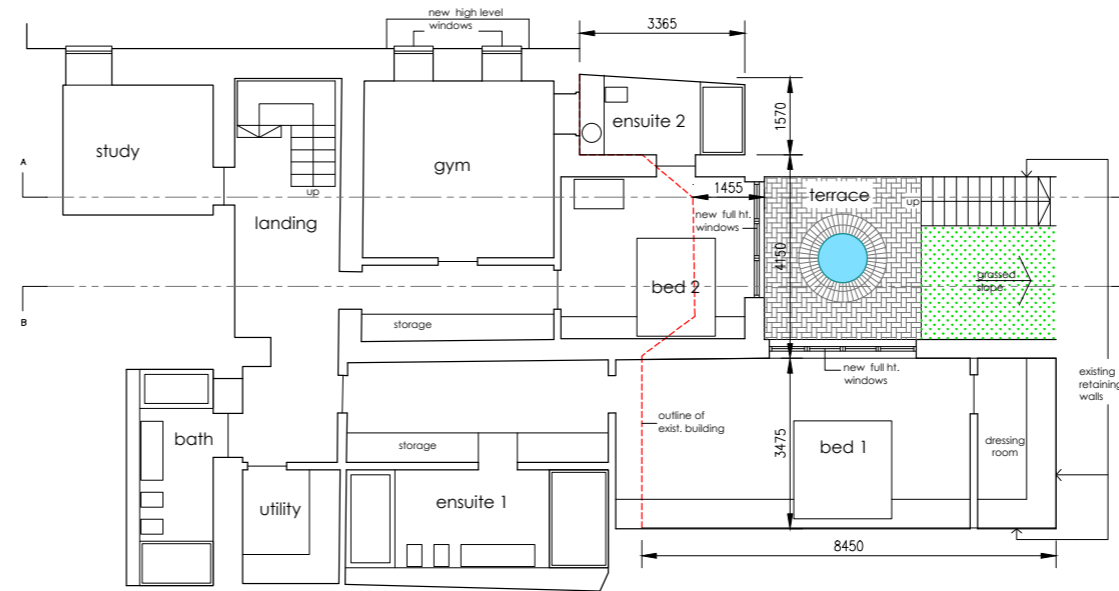 new high level
windows
3365
1570
ensuite 2
study
gym
A
up
1455
terrace
up
landing
new full ht.
windows
4150
bed 2
grassed
slope
B
storage
new full ht.
windows
existing
retaining
walls
outline of
exist. building
bath
storage
3475
bed 1
dressing
room
utility
ensuite 1
8450